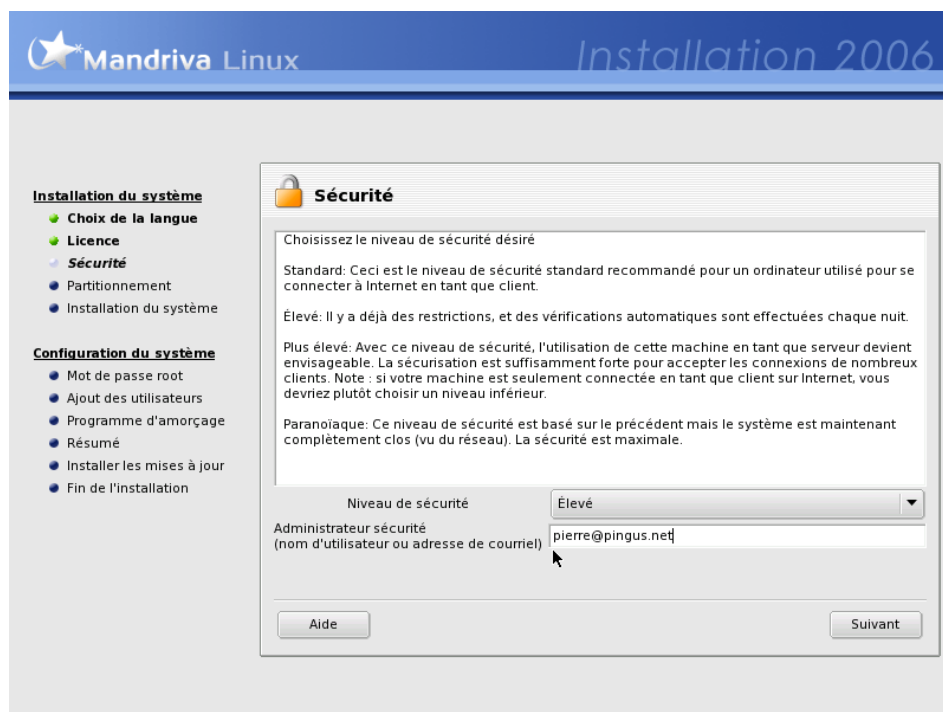 Mandriva Linux
Installation 2006
Installation du système
Choix de la langue
Licence
Sécurité
Partitionnement
Installation du système
Configuration du système
Mot de passe root
Ajout des utilisateurs
Programme d'amorçage
Résumé
Installer les mises à jour
Fin de l'installation
Sécurité
Choisissez le niveau de sécurité désiré
Standard: Ceci est le niveau de sécurité standard recommandé pour un ordinateur utilisé pour se
connecter à Internet en tant que client.
Élevé: Il y a déjà des restrictions, et des vérifications automatiques sont effectuées chaque nuit.
Plus élevé: Avec ce niveau de sécurité, l'utilisation de cette machine en tant que serveur devient
envisageable. La sécurisation est suffisamment forte pour accepter les connexions de nombreux
clients. Note : si votre machine est seulement connectée en tant que client sur Internet, vous
devriez plutôt choisir un niveau inférieur.
Paranoïaque: Ce niveau de sécurité est basé sur le précédent mais le système est maintenant
complètement clos (vu du réseau). La sécurité est maximale.
Niveau de sécurité
Élevé
Administrateur sécurité
(nom d'utilisateur ou adresse de courriel)
pierre@pingus.net
Aide
Suivant